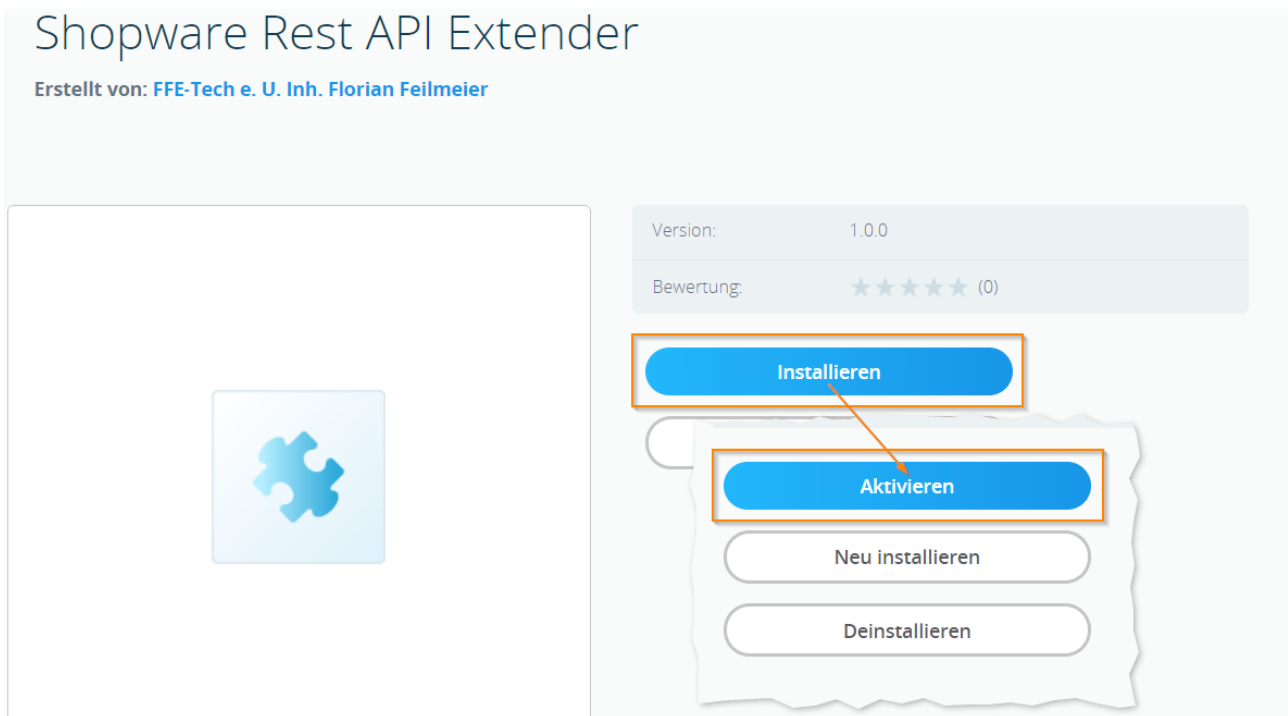 Shopware Rest API Extender
Erstellt von: FFE-Tech e. U. Inh. Florian Feilmeier
Version: 1.0.0
Bewertung: (0)
Installieren
Aktivieren
Neu installieren
Deinstallieren